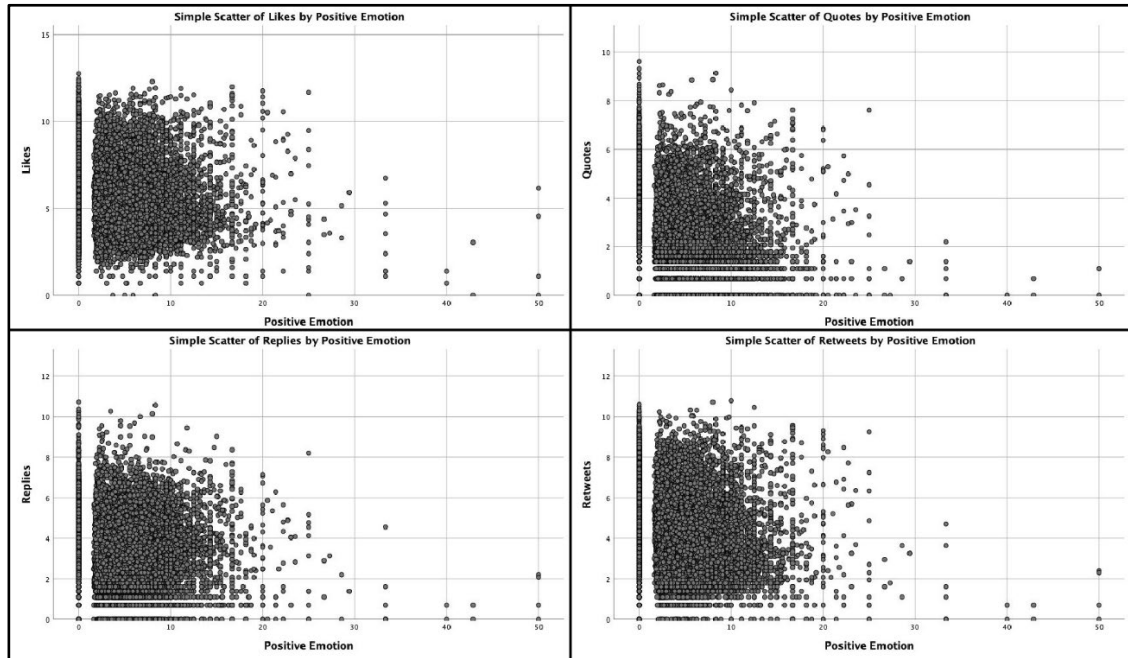 Simple Scatter of Likes by Positive Emotion
15
10
5
0
Likes
0 10 20 30 40 50
Positive Emotion
Simple Scatter of Quotes by Positive Emotion
10
8
6
4
2
0
Quotes
0 10 20 30 40 50
Positive Emotion
Simple Scatter of Replies by Positive Emotion
12
10
8
6
4
2
0
Replies
0 10 20 30 40 50
Positive Emotion
Simple Scatter of Retweets by Positive Emotion
12
10
8
6
4
2
0
Retweets
0 10 20 30 40 50
Positive Emotion